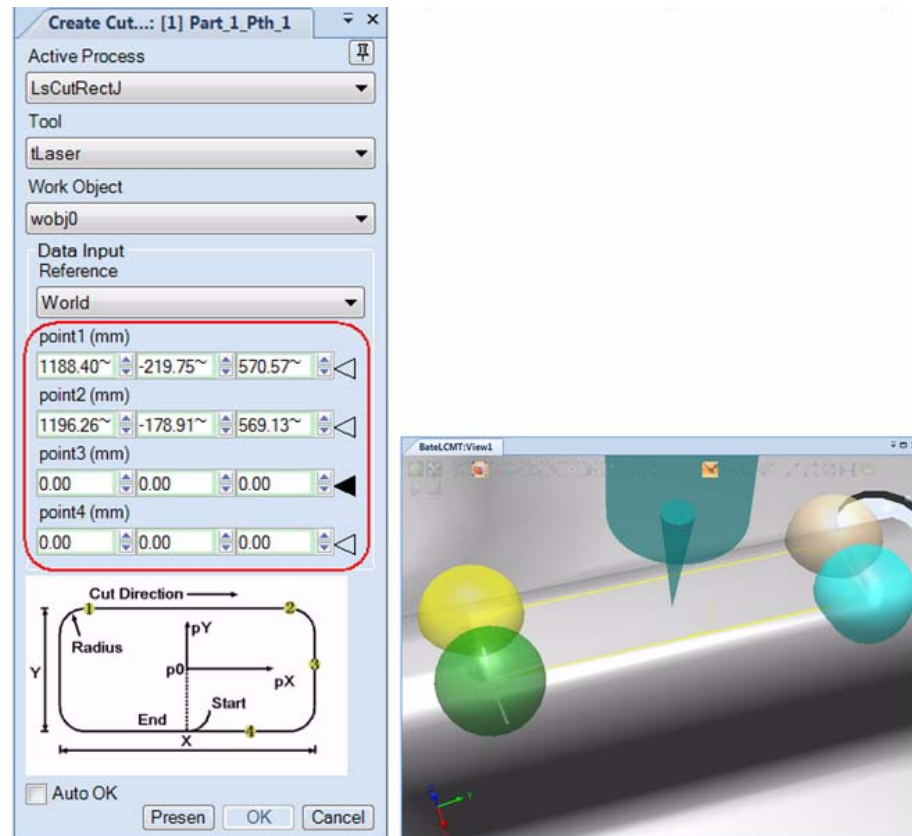 Create Cut...: [1] Part_1_Pth_1
Active Process
LsCutRectJ
Tool
tLaser
Work Object
wobj0
Data Input
Reference
World
point1 (mm)
1188.40~ -219.75~ 570.57~
point2 (mm)
1196.26~ -178.91~ 569.13~
point3 (mm)
0.00 0.00 0.00
point4 (mm)
0.00 0.00 0.00
Cut Direction
1 2
Radius
pY
Y
p0
pX
3
Start
End
4
X
Auto OK
Presen OK Cancel
BateLCMT:View1
Y